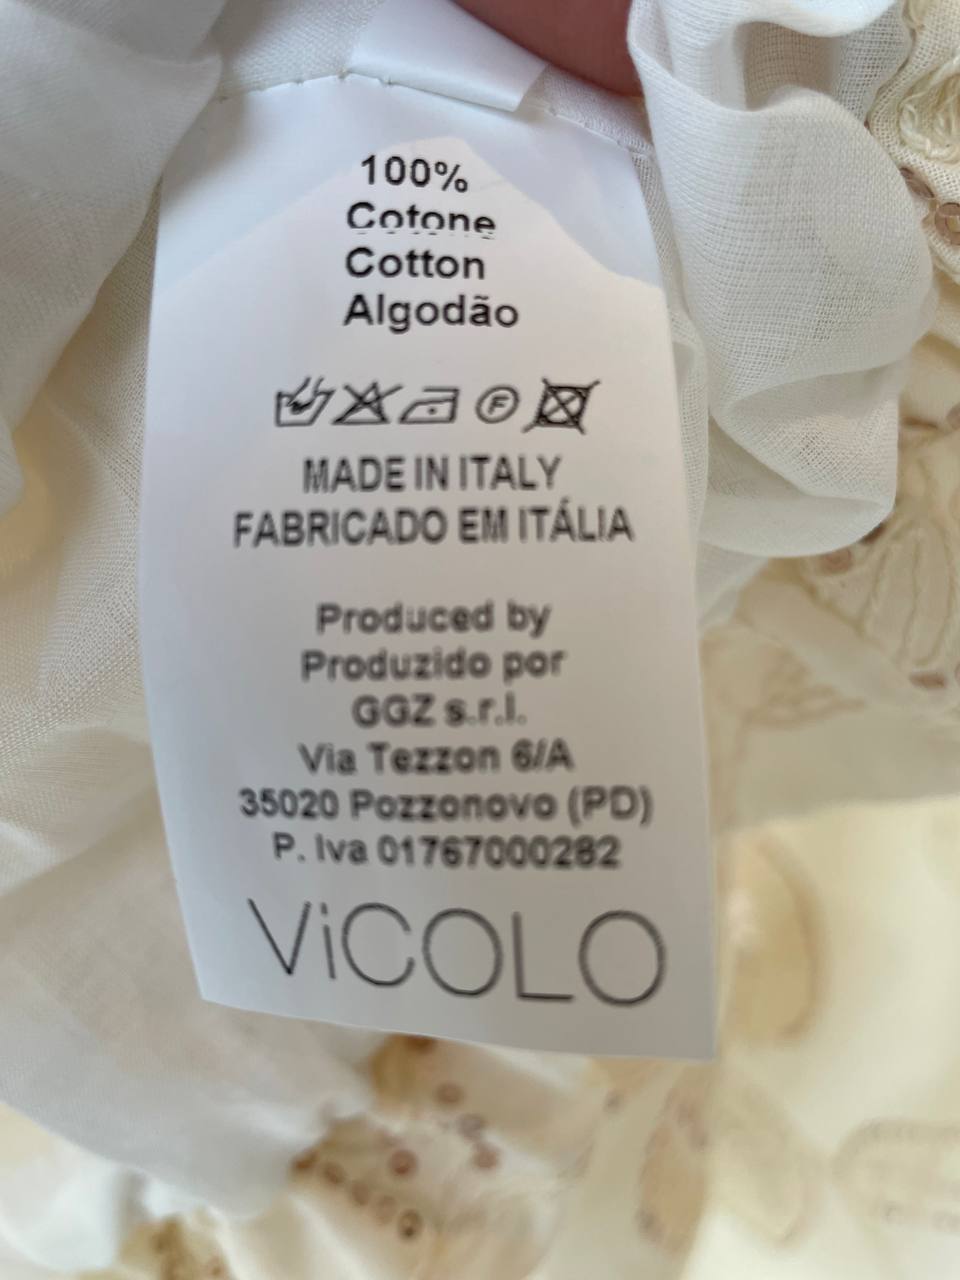 100%
Cotone
Cotton
Algodão
F
MADE IN ITALY
FABRICADO EM ITÁLIA
Produced by
Produzido por
GGZ s.r.l.
Via Tezzon 6/A
35020 Pozzonovo (PD)
P. Iva 01767000282
ViCOLO